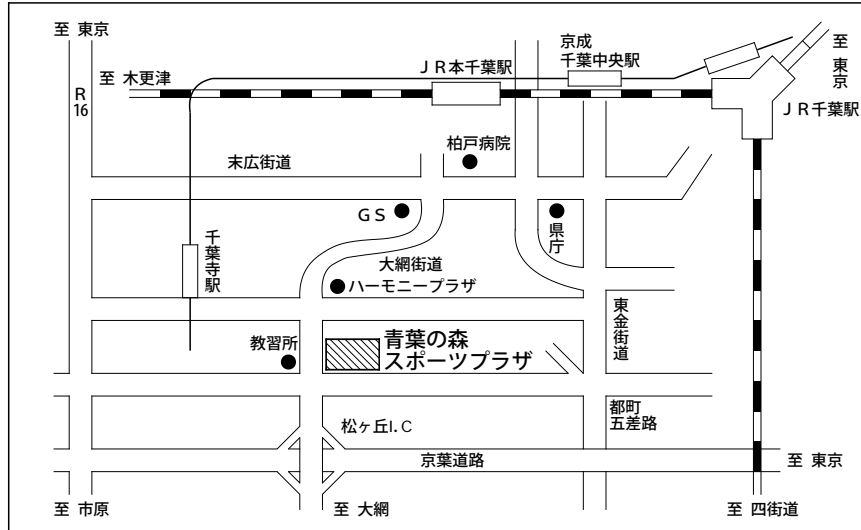 至 東京
R
16
至 木更津
ＪＲ本千葉駅
京成
千葉中央駅
至
東
京
ＪＲ千葉駅
柏戸病院
末広街道
ＧＳ
県庁
千葉寺駅
大網街道
ハーモニープラザ
東金街道
教習所
青葉の森
スポーツプラザ
松ヶ丘I.C
都町
五差路
京葉道路
至 東京
至 市原
至 大網
至 四街道